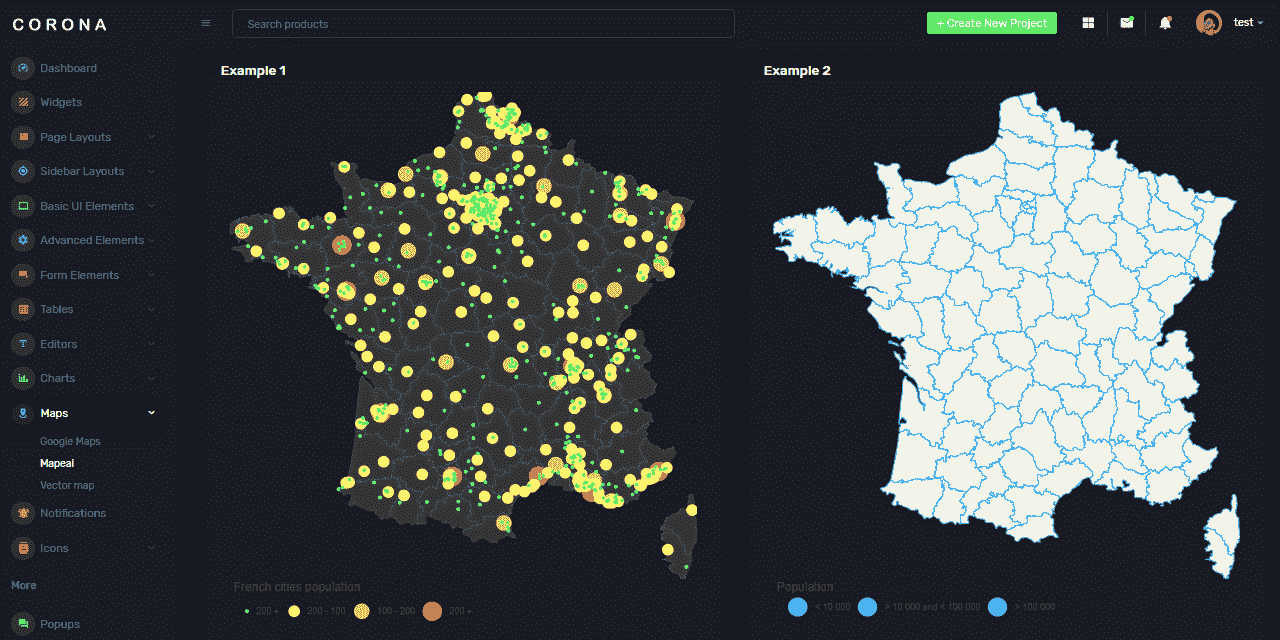 CORONA
Search products
+ Create New Project
test
Dashboard
Widgets
Page Layouts
Sidebar Layouts
Basic UI Elements
Advanced Elements
Form Elements
Tables
Editors
Charts
Maps
Google Maps
Mapeal
Vector map
Notifications
Icons
More
Popups
Example 1
French cities population
200 + 200 - 100 100 - 200 200 +
Example 2
Population
< 10 000 > 10 000 and < 100 000 > 100 000